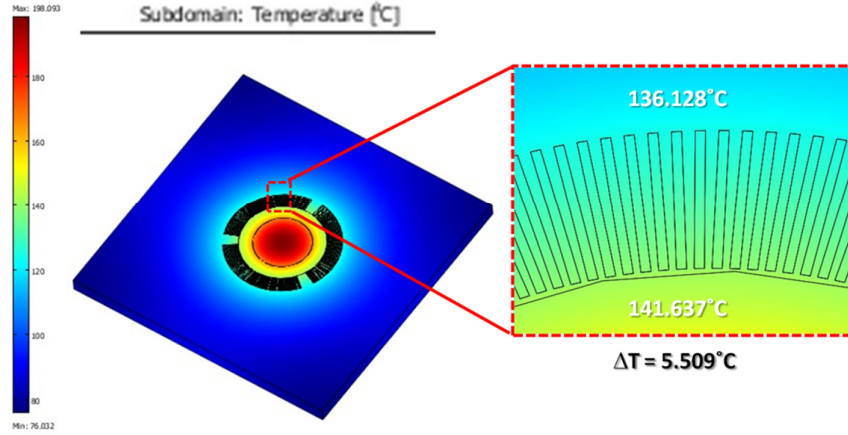 Max: 198.093
Subdomain: Temperature [°C]
180
160
140
120
100
80
Min: 76.032
136.128°C
141.637°C
ΔT = 5.509°C